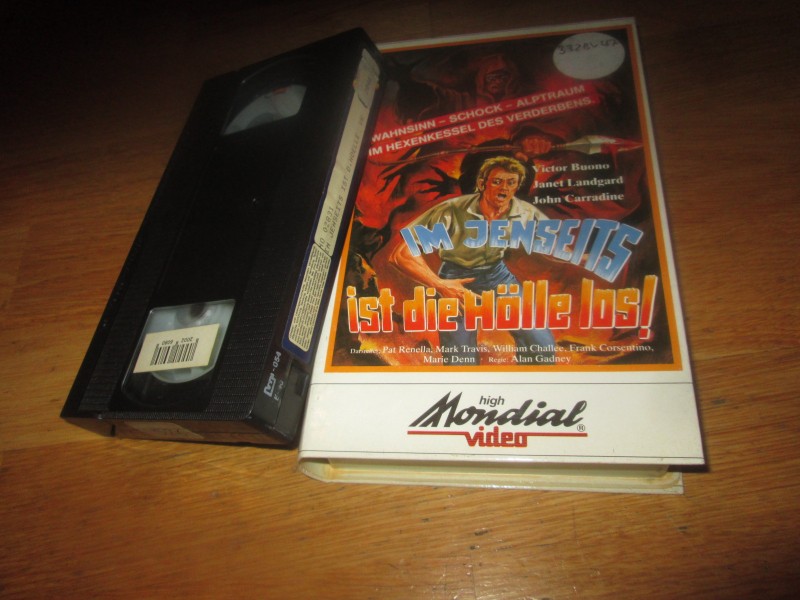 WAHNSINN – SCHOCK – ALPTRAUM
IM HEXENKESSEL DES VERDERBENS.
Victor Buono
Janet Landgard
John Carradine
IM JENSEITS
ist die Hölle los!
Darsteller: Pat Renella, Mark Travis, William Challee, Frank Corsentino,
Marie Denn - Regie: Alan Gadney
high
Mondial®
video